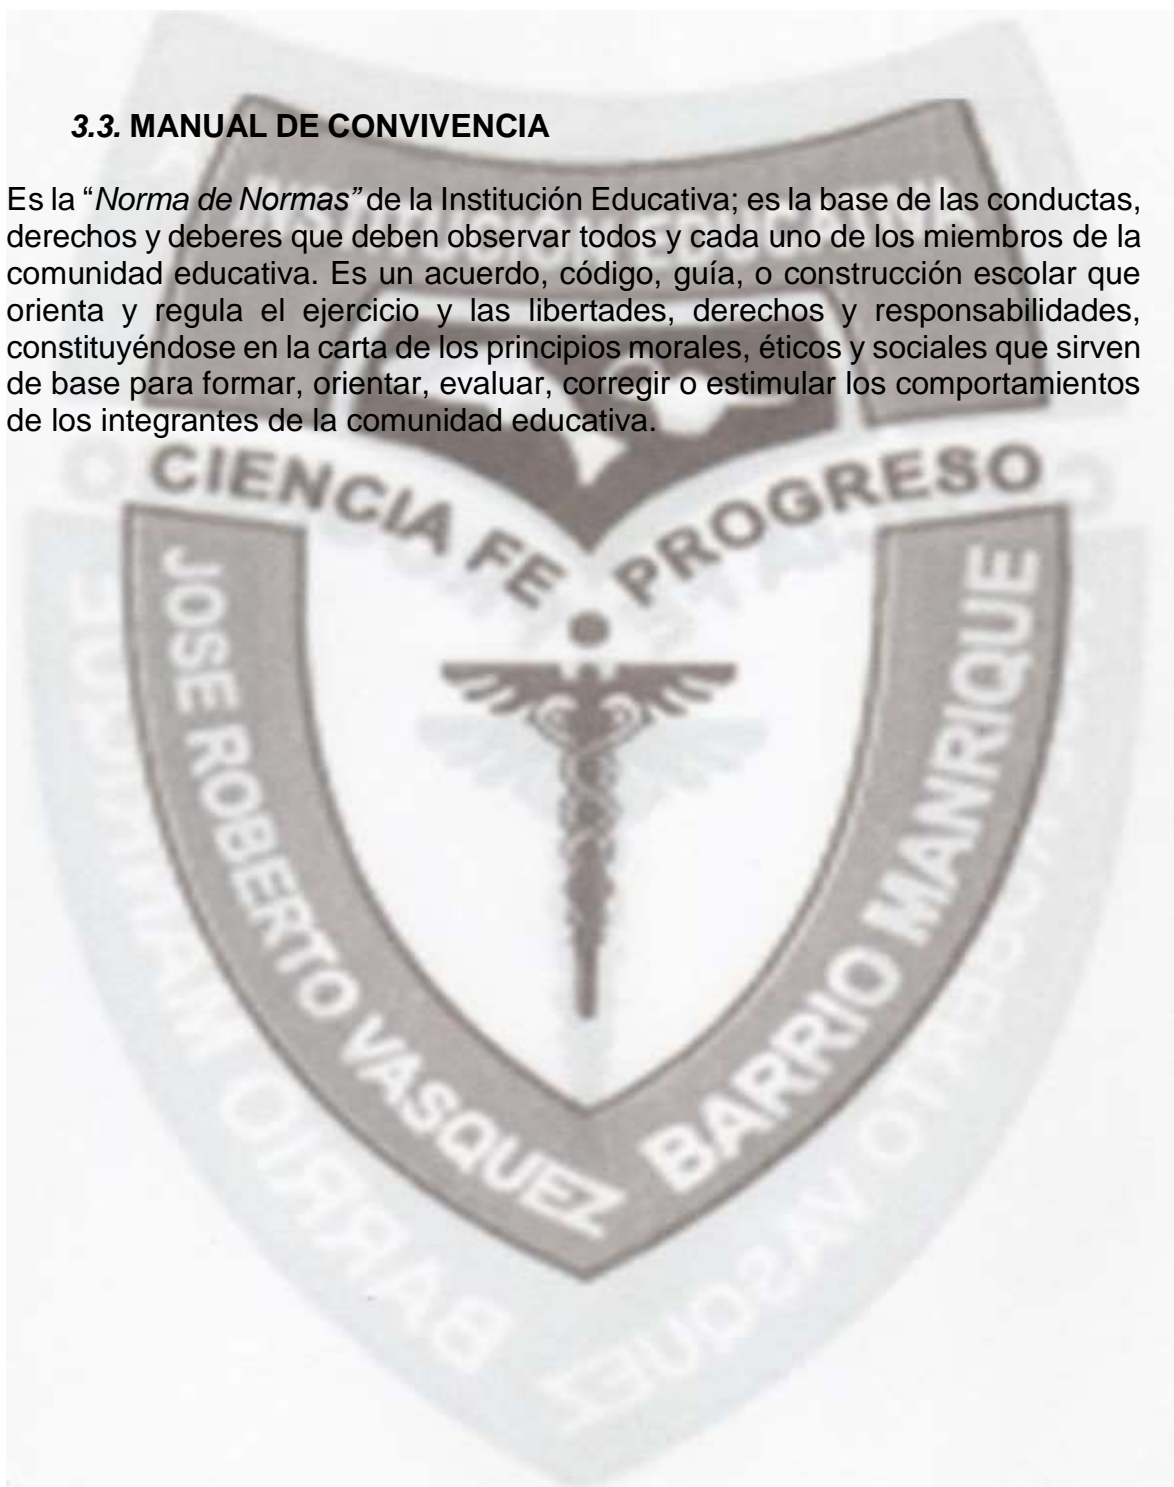 3.3. MANUAL DE CONVIVENCIA
Es la “Norma de Normas” de la Institución Educativa; es la base de las conductas,
derechos y deberes que deben observar todos y cada uno de los miembros de la
comunidad educativa. Es un acuerdo, código, guía, o construcción escolar que
orienta y regula el ejercicio y las libertades, derechos y responsabilidades,
constituyéndose en la carta de los principios morales, éticos y sociales que sirven
de base para formar, orientar, evaluar, corregir o estimular los comportamientos
de los integrantes de la comunidad educativa.
CIENCIA FE PROGRESO
JOSE ROBERTO VASQUEZ
BARRIO MANRIQUE